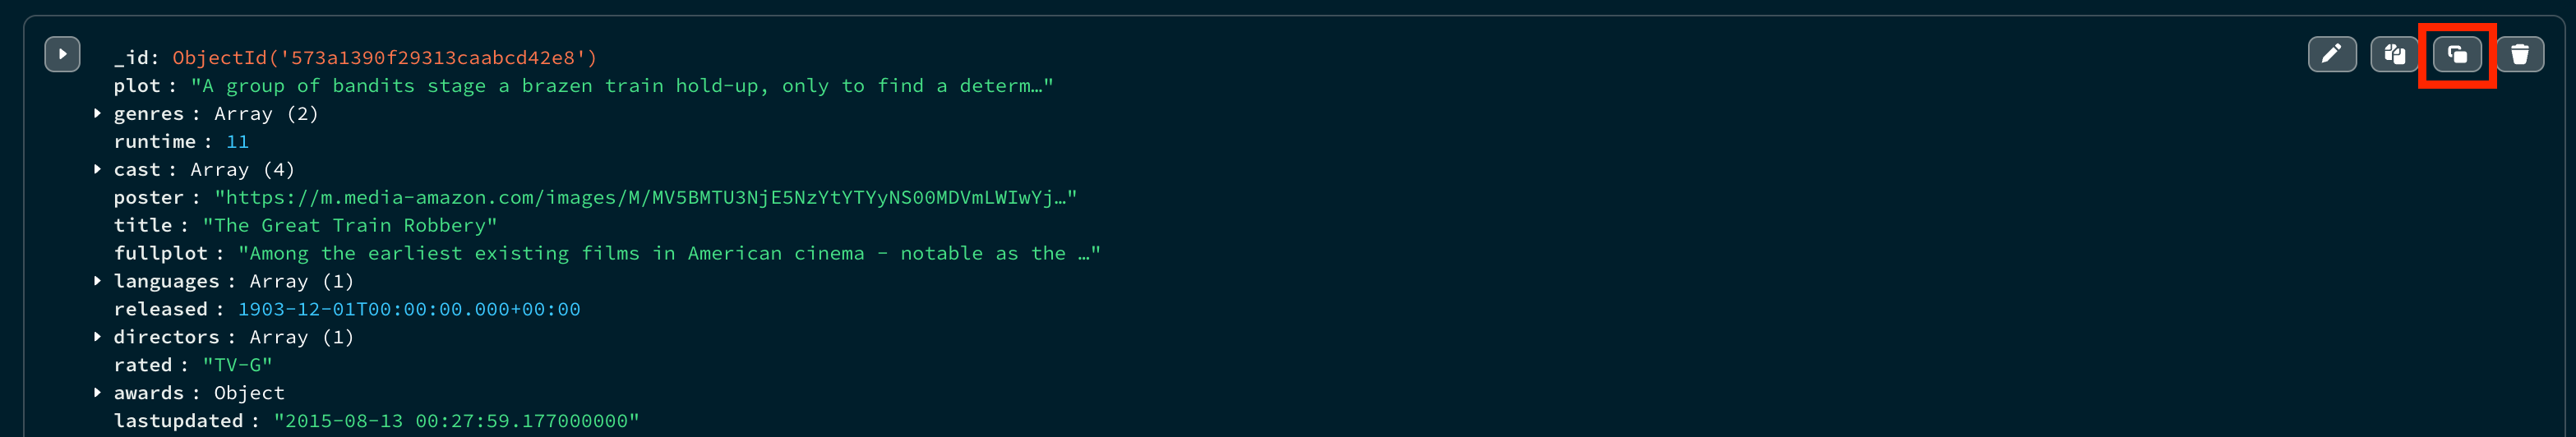 _id: ObjectId('573a1390f29313caabcd42e8')
plot : "A group of bandits stage a brazen train hold-up, only to find a determ…"
genres : Array (2)
runtime : 11
cast : Array (4)
poster : "https://m.media-amazon.com/images/M/MV5BMTU3NjE5NzYtYTYyNS00MDVmLWIwYj…"
title : "The Great Train Robbery"
fullplot : "Among the earliest existing films in American cinema - notable as the …"
languages : Array (1)
released : 1903-12-01T00:00:00.000+00:00
directors : Array (1)
rated : "TV-G"
awards : Object
lastupdated : "2015-08-13 00:27:59.177000000"